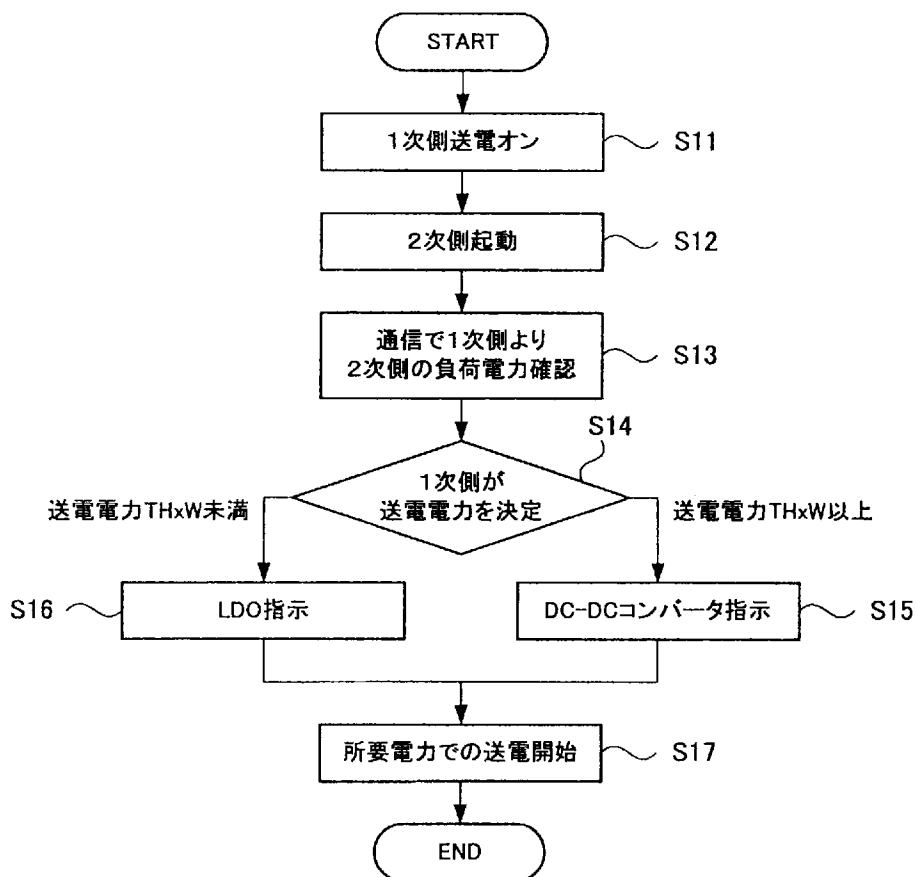 START
1次側送電オン
S11
2次側起動
S12
通信で1次側より
2次側の負荷電力確認
S13
S14
1次側が
送電電力を決定
送電電力THxW未満
送電電力THxW以上
S16
LDO指示
DC-DCコンバータ指示
S15
所要電力での送電開始
S17
END